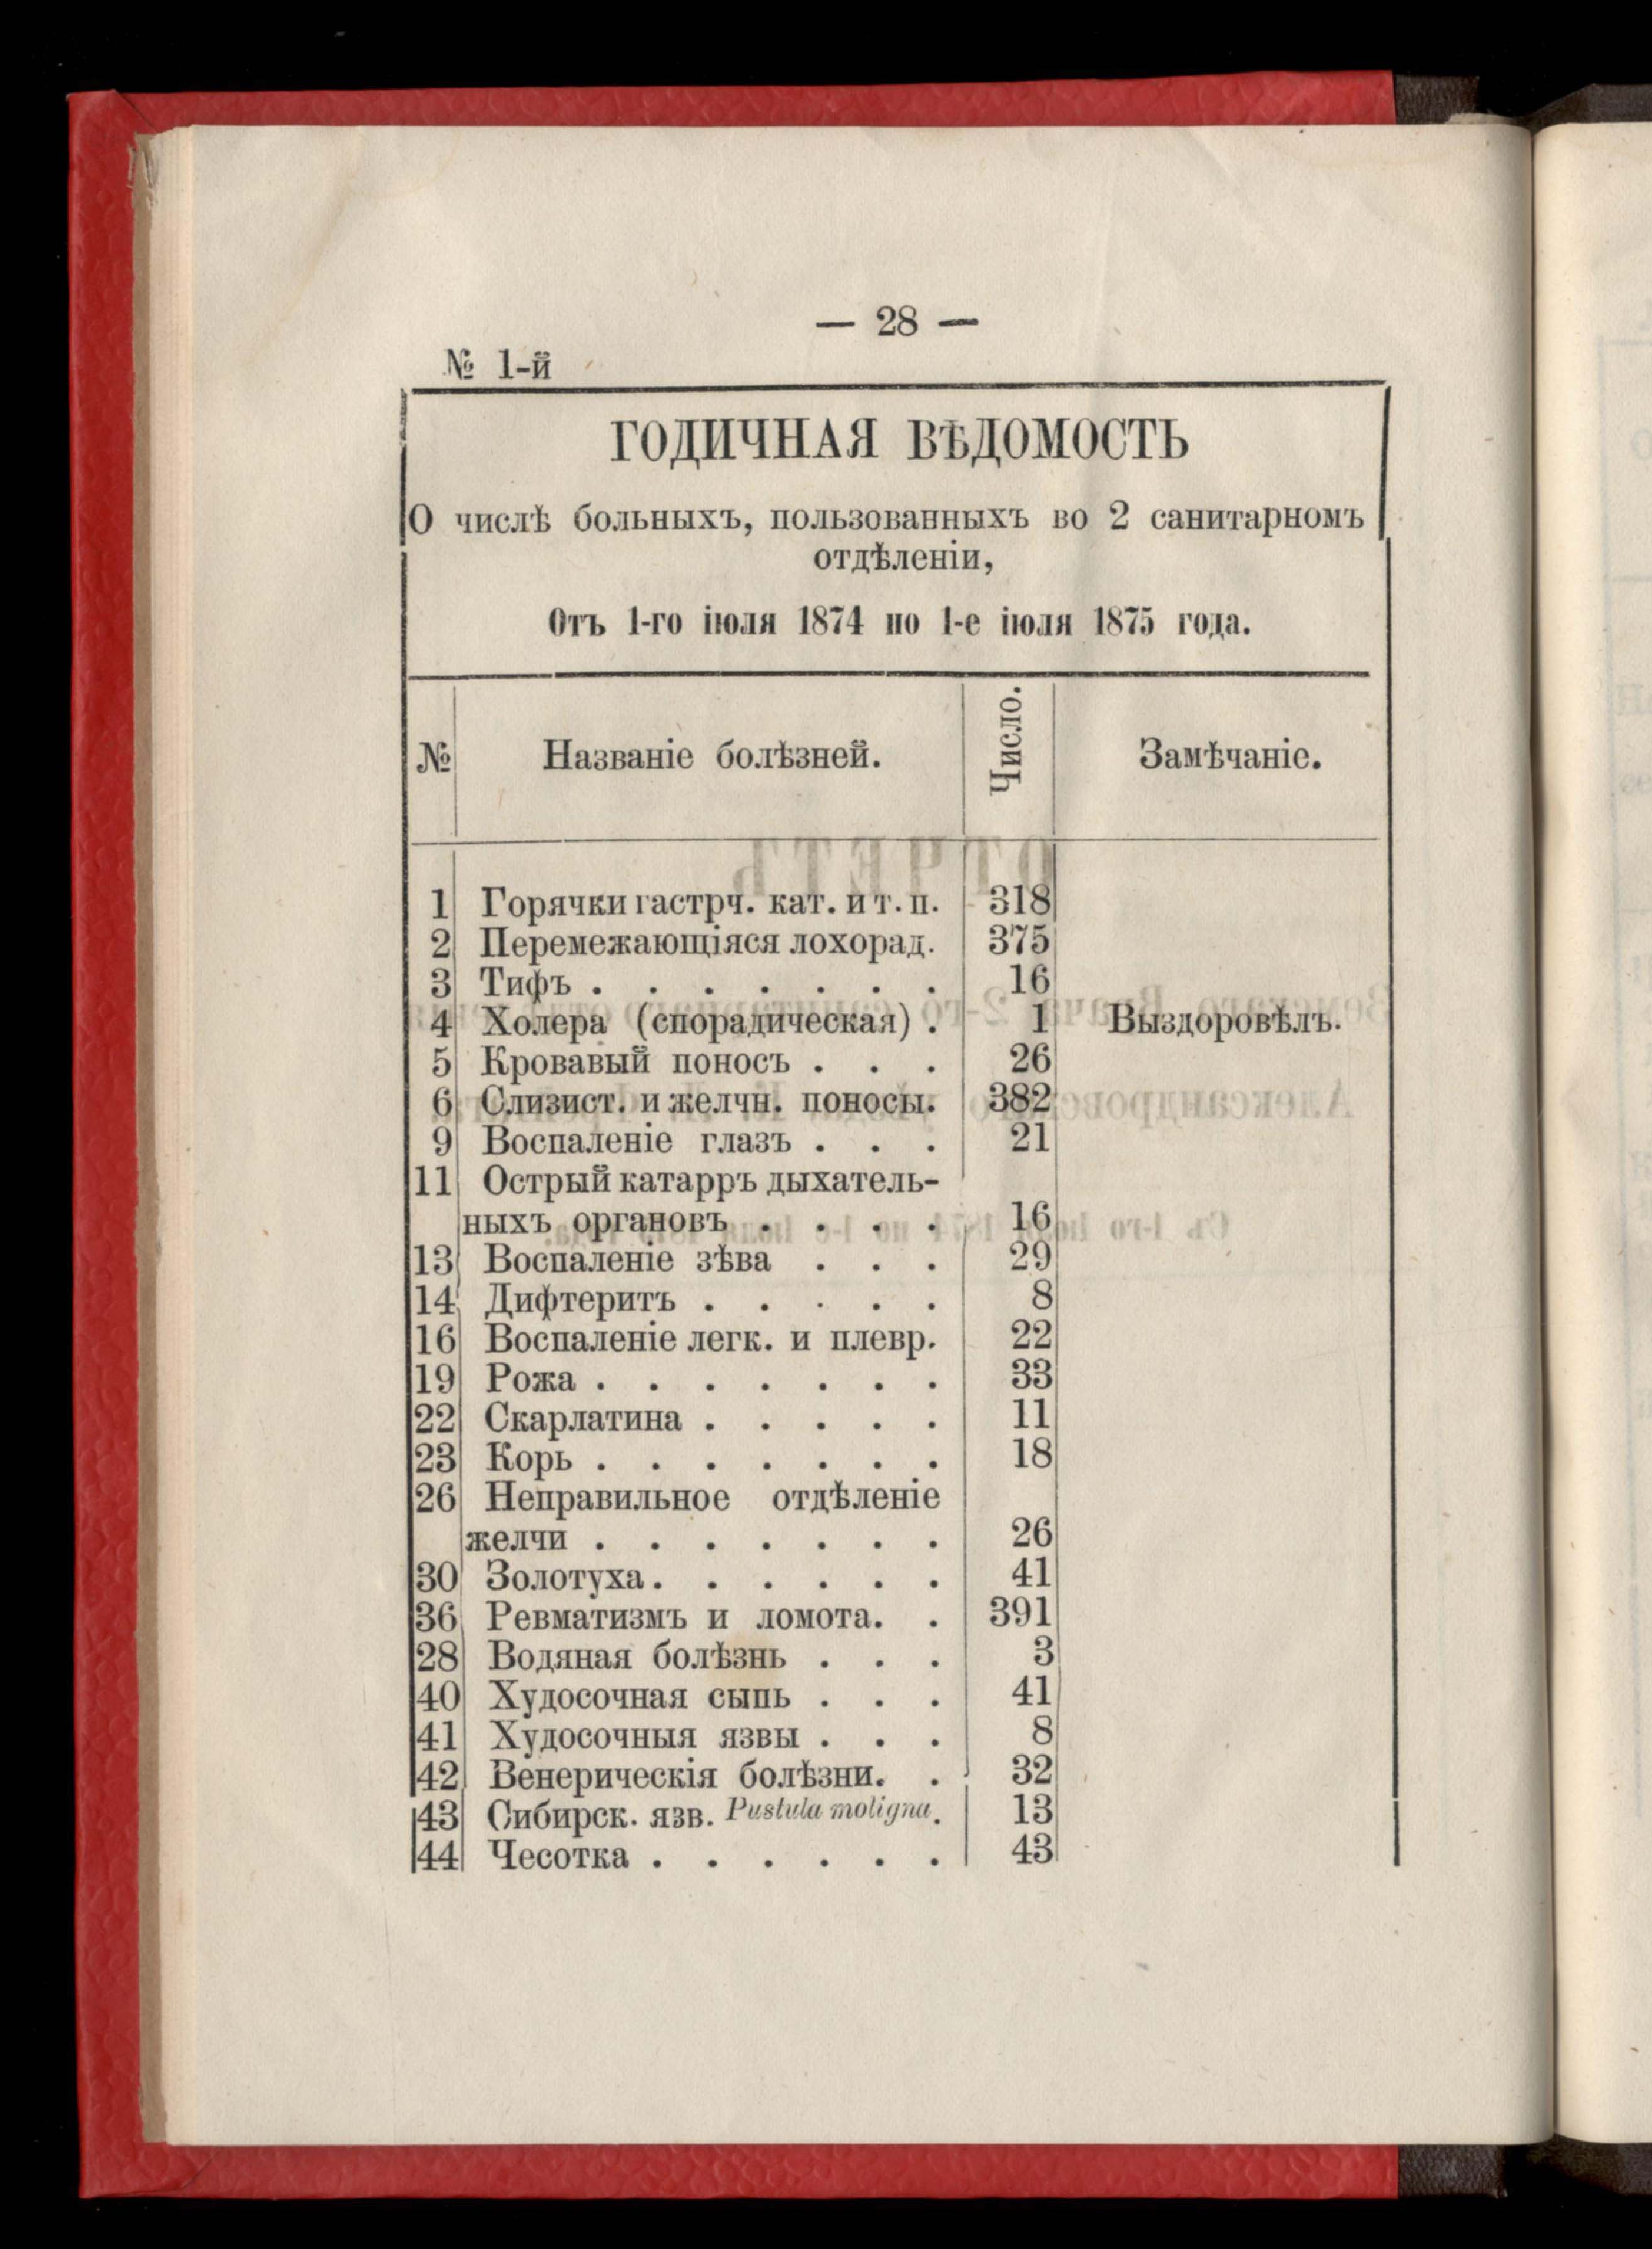 — 28 —
№ 1-й
ГОДИЧНАЯ ВѢДОМОСТЬ
О числѣ больныхъ, пользованныхъ во 2 санитарномъ
отдѣленіи,
Отъ 1-го іюля 1874 по 1-е іюля 1875 года.
№ Названіе болѣзней. Число. Замѣчаніе.
1 Горячки гастрч. кат. и т. п. 318
2 Перемежающіяся лохорад. 375
3 Тифъ . . . . . . . 16
4 Холера (спорадическая) . 1 Выздоровѣлъ.
5 Кровавый поносъ . . . 26
6 Слизист. и желчн. поносы. 382
9 Воспаленіе глазъ . . . 21
11 Острый катарръ дыхатель-
ныхъ органовъ . . . . 16
13 Воспаленіе зѣва . . . 29
14 Дифтеритъ . . . . . 8
16 Воспаленіе легк. и плевр. 22
19 Рожа . . . . . . . 33
22 Скарлатина . . . . . 11
23 Корь . . . . . . . 18
26 Неправильное отдѣленіе
желчи . . . . . . . 26
30 Золотуха. . . . . . 41
36 Ревматизмъ и ломота. . 391
28 Водяная болѣзнь . . . 3
40 Худосочная сыпь . . . 41
41 Худосочныя язвы . . . 8
42 Венерическія болѣзни. . 32
43 Сибирск. язв. Pustula moligna. 13
44 Чесотка . . . . . . 43